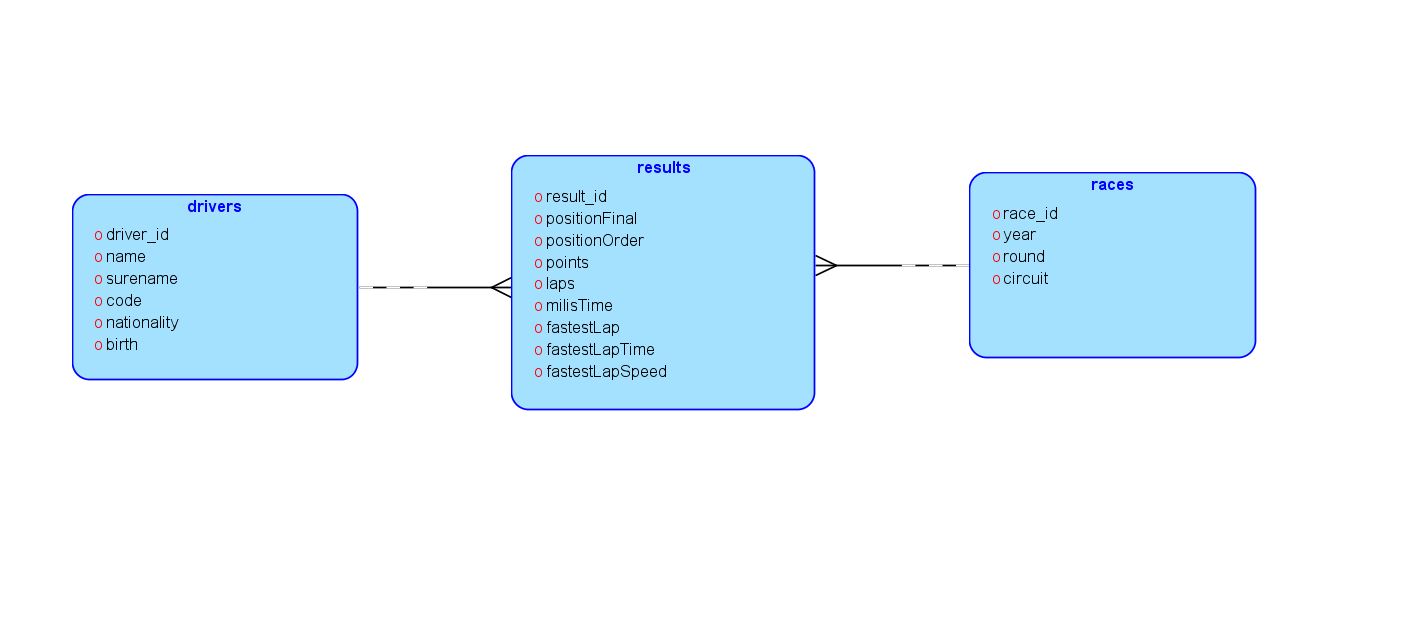 drivers
o driver_id
o name
o surename
o code
o nationality
o birth
results
o result_id
o positionFinal
o positionOrder
o points
o laps
o milisTime
o fastestLap
o fastestLapTime
o fastestLapSpeed
races
o race_id
o year
o round
o circuit